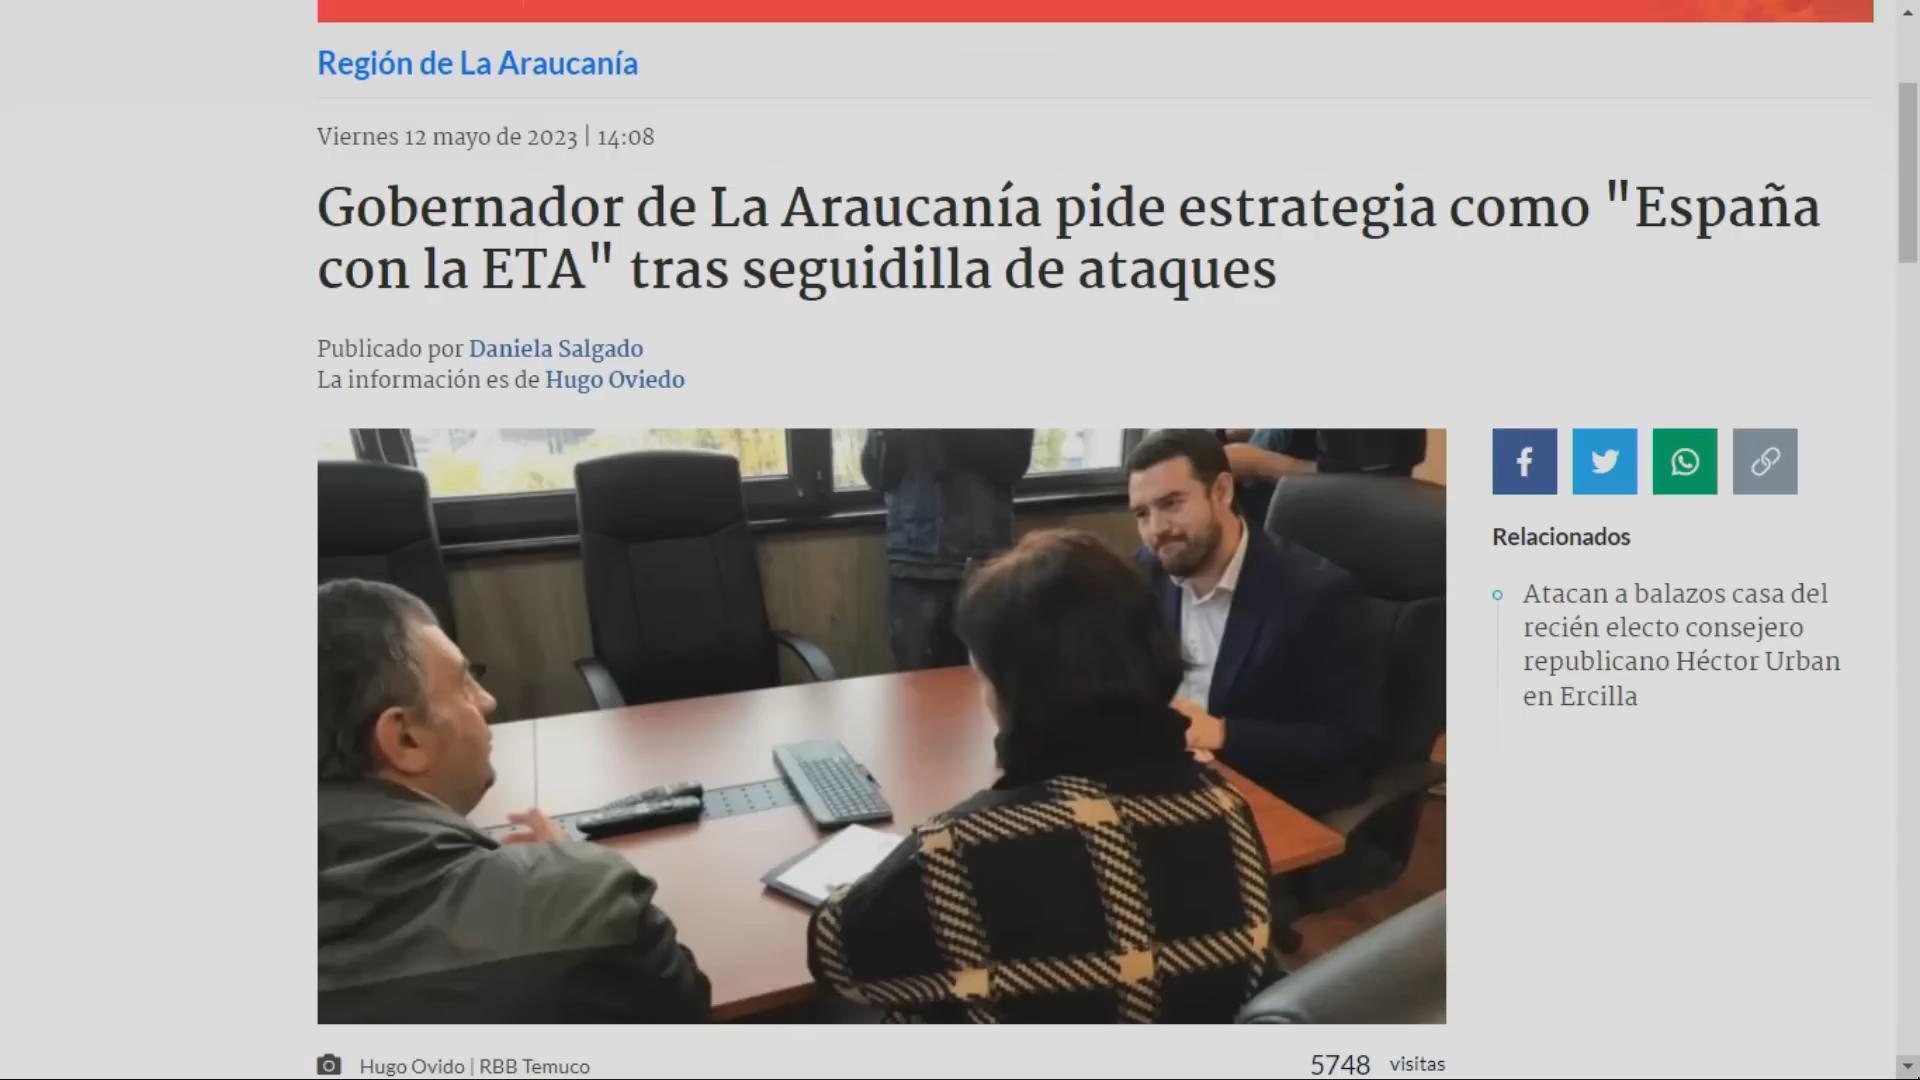 Región de La Araucanía
Viernes 12 mayo de 2023 | 14:08
Gobernador de La Araucanía pide estrategia como "España
con la ETA" tras seguidilla de ataques
Publicado por Daniela Salgado
La información es de Hugo Oviedo
Relacionados
Atacan a balazos casa del
recién electo consejero
republicano Héctor Urban
en Ercilla
Hugo Ovido | RBB Temuco
5748 visitas